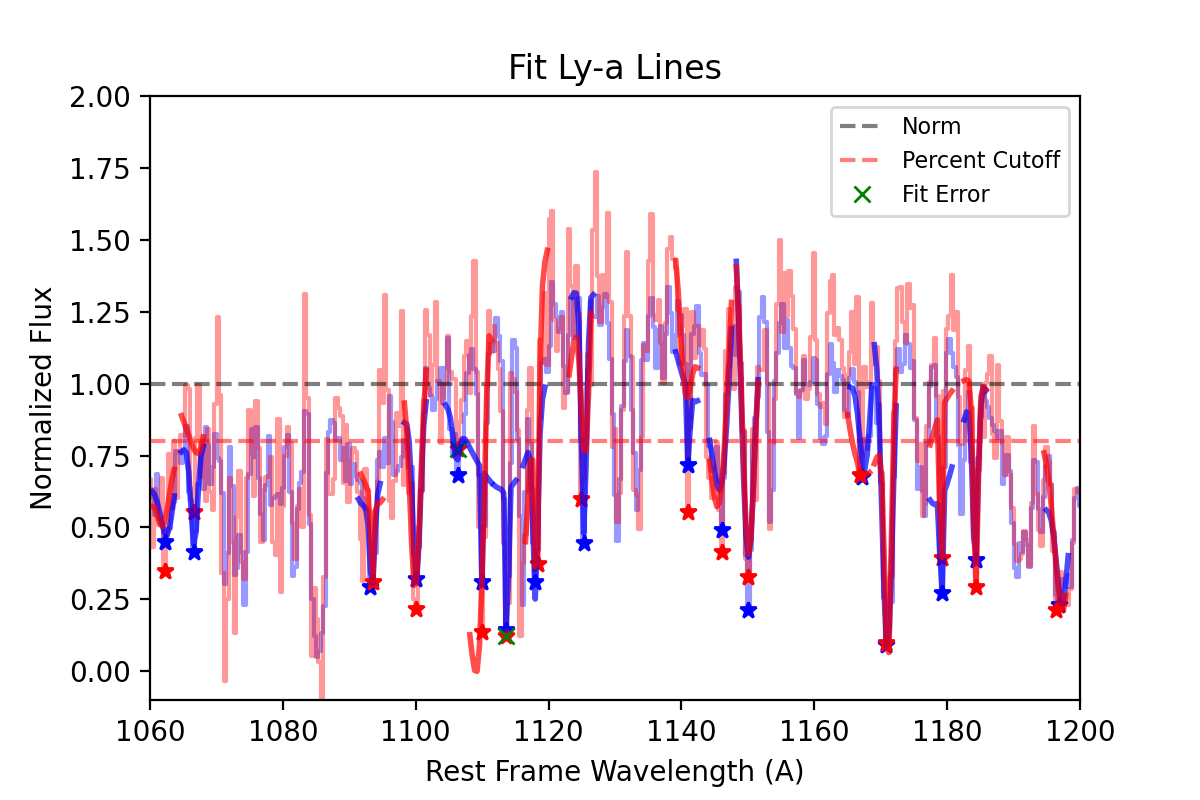 Fit Ly-a Lines
Norm
Percent Cutoff
Fit Error
Normalized Flux
2.00
1.75
1.50
1.25
1.00
0.75
0.50
0.25
0.00
1060 1080 1100 1120 1140 1160 1180 1200
Rest Frame Wavelength (A)